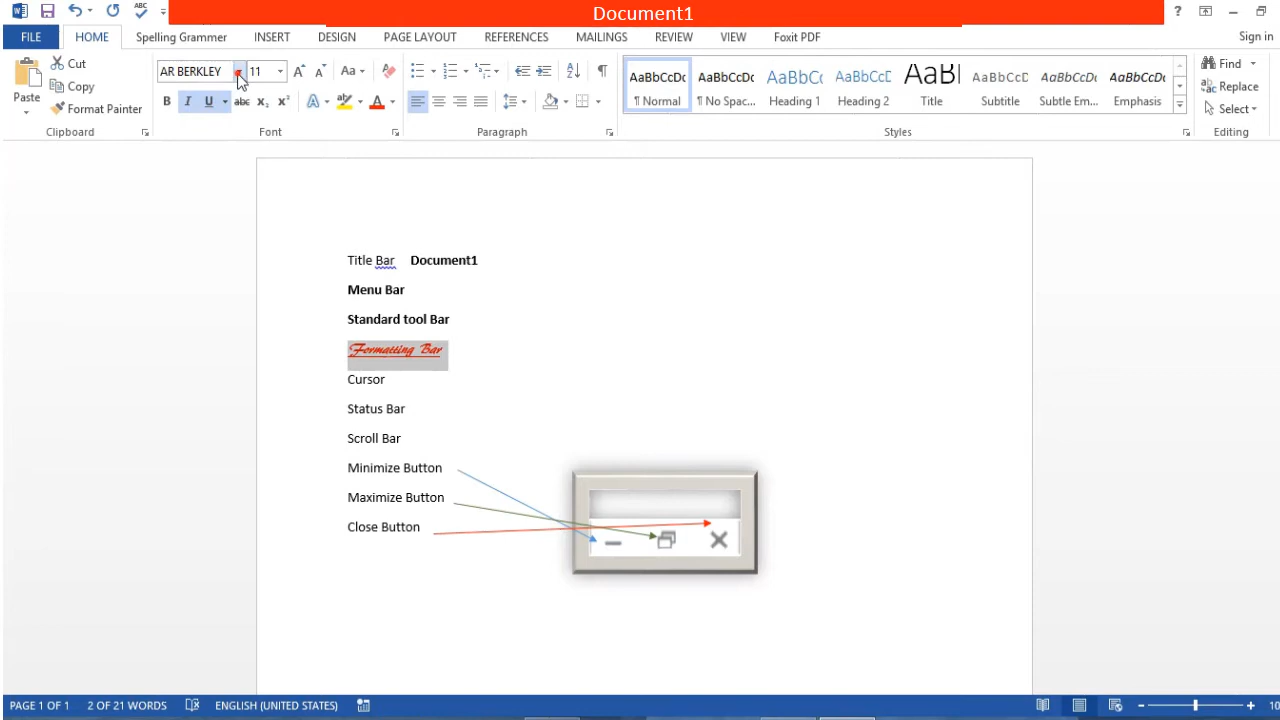 Document1
Sign in
FILE HOME Spelling Grammer INSERT DESIGN PAGE LAYOUT REFERENCES MAILINGS REVIEW VIEW Foxit PDF
Paste
Cut
Copy
Format Painter
Clipboard
AR BERKLEY 11
Font
Paragraph
AaBbCcDc AaBbCcDc AaBbCc AaBbCcD AaBl AaBbCcD AaBbCcDc AaBbCcDc
¶ Normal ¶ No Spac... Heading 1 Heading 2 Title Subtitle Subtle Em... Emphasis
Styles
Find
Replace
Select
Editing
Title Bar Document1
Menu Bar
Standard tool Bar
Formatting Bar
Cursor
Status Bar
Scroll Bar
Minimize Button
Maximize Button
Close Button
PAGE 1 OF 1 2 OF 21 WORDS ENGLISH (UNITED STATES) 10